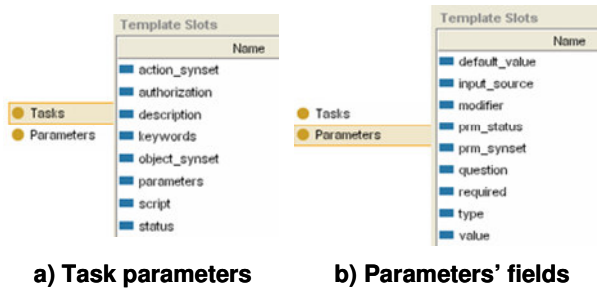 Template Slots
Name
action_synset
authorization
Tasks
description
Parameters
keywords
object_synset
parameters
script
status
a) Task parameters
Template Slots
Name
default_value
input_source
Tasks
modifier
Parameters
prm_status
prm_synset
question
required
type
value
b) Parameters' fields